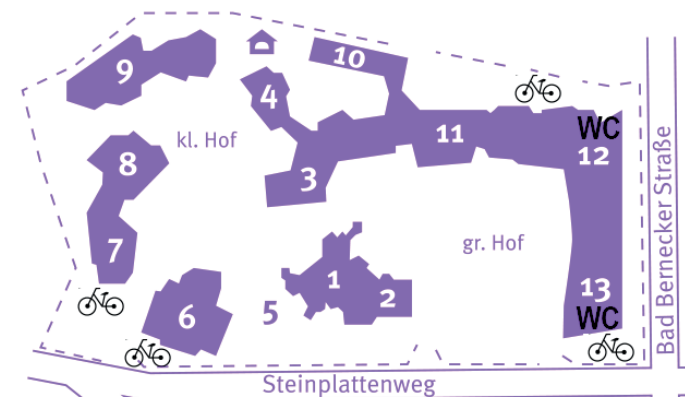 10
9
4
WC
kl. Hof
11
12
8
3
Bad Bernecker Straße
gr. Hof
7
1
2
13
5
6
WC
Steinplattenweg